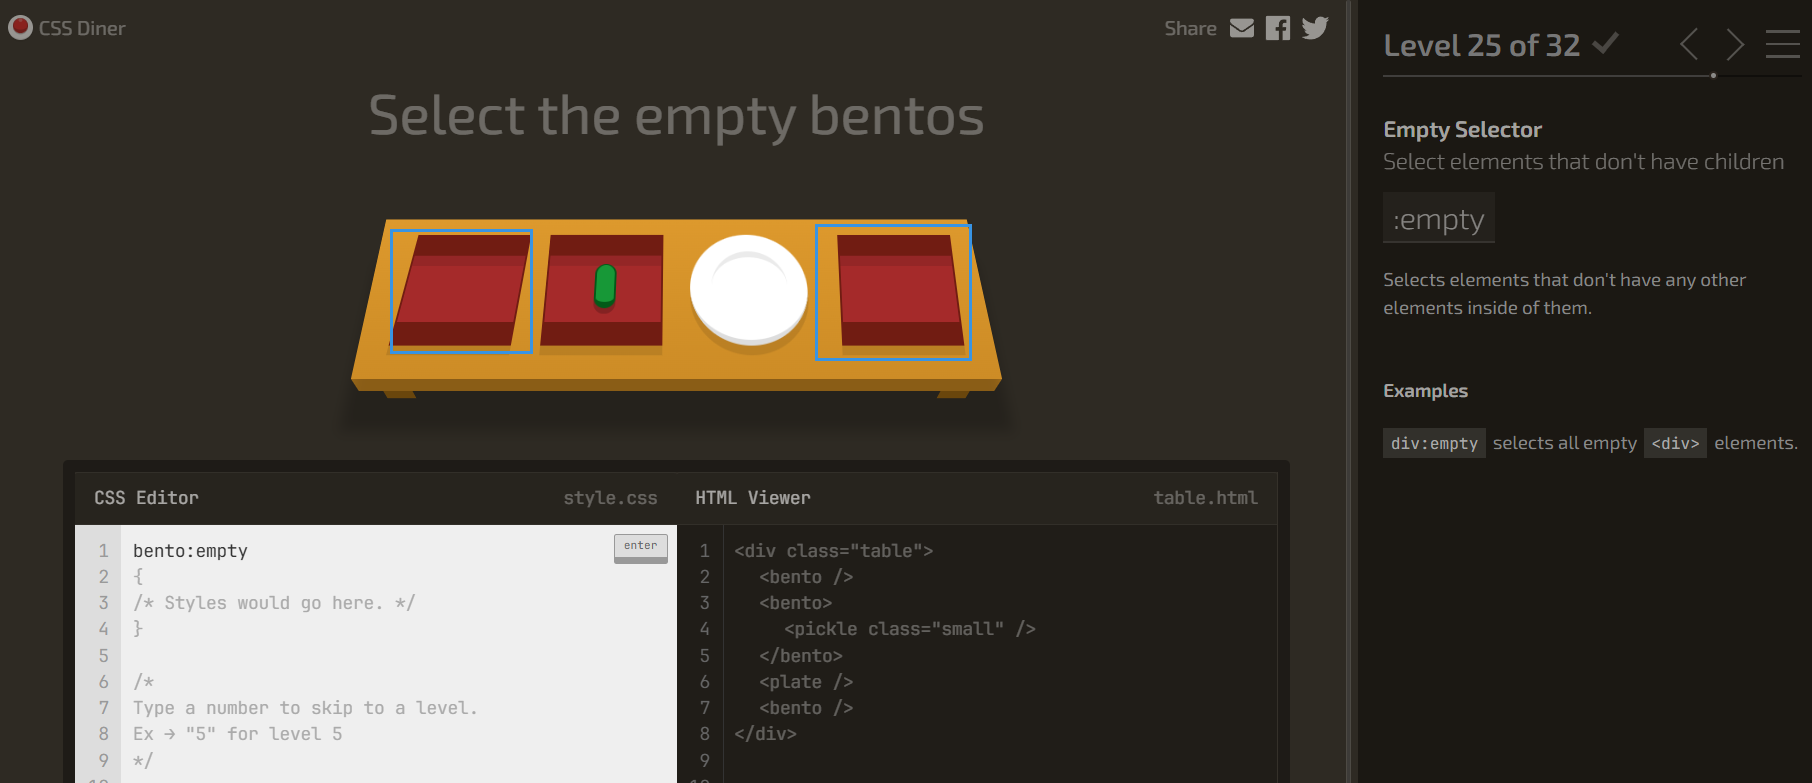 CSS Diner
Share
Select the empty bentos
CSS Editor
style.css
1 bento:empty
enter
2 {
3 /* Styles would go here. */
4 }
5
6 /*
7 Type a number to skip to a level.
8 Ex → "5" for level 5
9 */
10
HTML Viewer
table.html
1 <div class="table">
2 <bento />
3 <bento>
4 <pickle class="small" />
5 </bento>
6 <plate />
7 <bento />
8 </div>
9
10
Level 25 of 32
Empty Selector
Select elements that don't have children
:empty
Selects elements that don't have any other
elements inside of them.
Examples
div:empty selects all empty <div> elements.